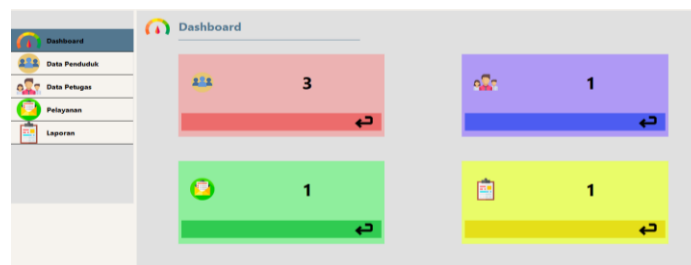 Dashboard
Data Penduduk
Data Petugas
Pelayanan
Laporan
Dashboard
3
1
1
1